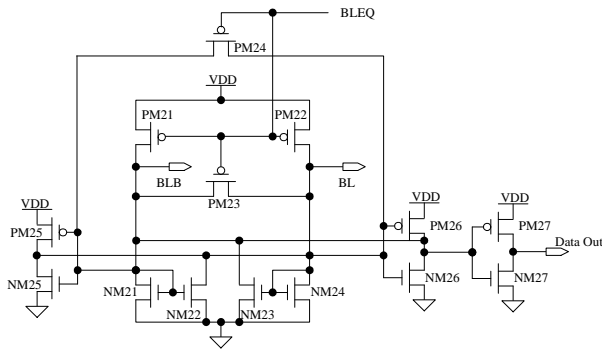 BLEQ
PM24
VDD
PM21
PM22
BLB
BL
PM23
VDD
PM25
VDD
PM26
VDD
PM27
Data Out
NM25
NM21
NM22
NM23
NM24
NM26
NM27